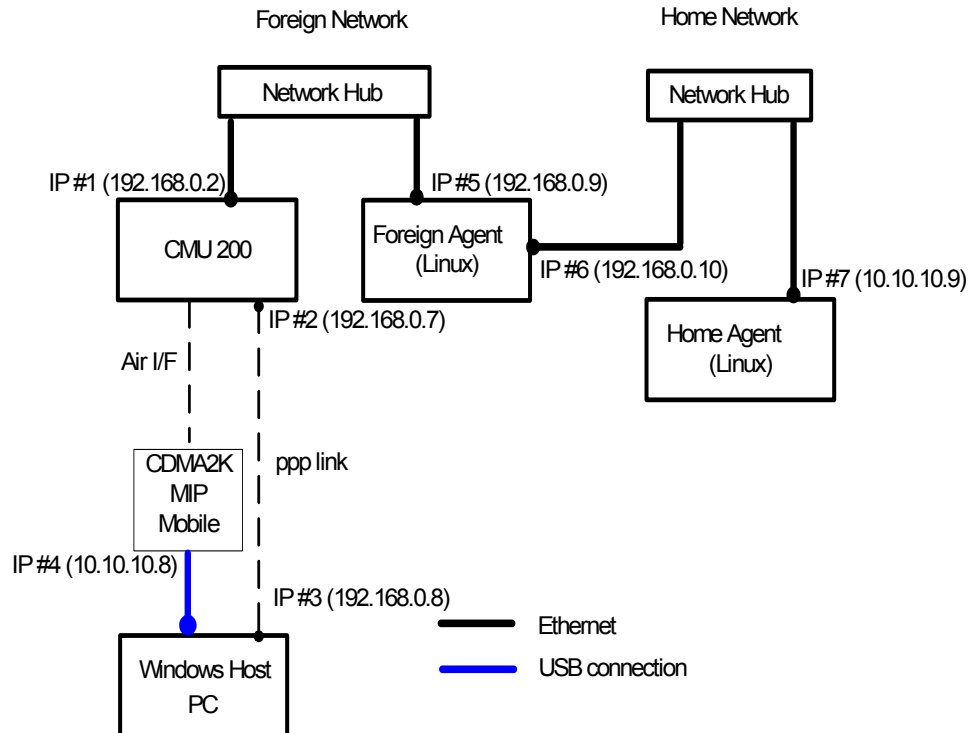 Foreign Network
Home Network
Network Hub
Network Hub
IP #1 (192.168.0.2)
IP #5 (192.168.0.9)
CMU 200
Foreign Agent
(Linux)
IP #6 (192.168.0.10)
IP #7 (10.10.10.9)
IP #2 (192.168.0.7)
Home Agent
(Linux)
Air I/F
CDMA2K
MIP
Mobile
ppp link
IP #4 (10.10.10.8)
IP #3 (192.168.0.8)
Ethernet
USB connection
Windows Host
PC